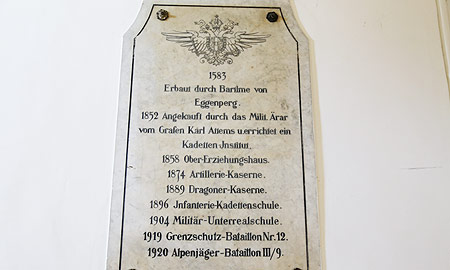 1583
Erbaut durch Bartlme von
Eggenperg.
1852 Angekauft durch das Milit. Ärar
vom Grafen Karl Attems u.errichtet ein
Kadetten-Jnstitut.
1858 Ober-Erziehungshaus.
1874 Artillerie-Kaserne.
1889 Dragoner-Kaserne.
1896 Jnfanterie-Kadettenschule.
1904 Militär-Unterrealschule.
1919 Grenzschutz-Bataillon Nr. 12.
1920 Alpenjäger-Bataillon III/9.